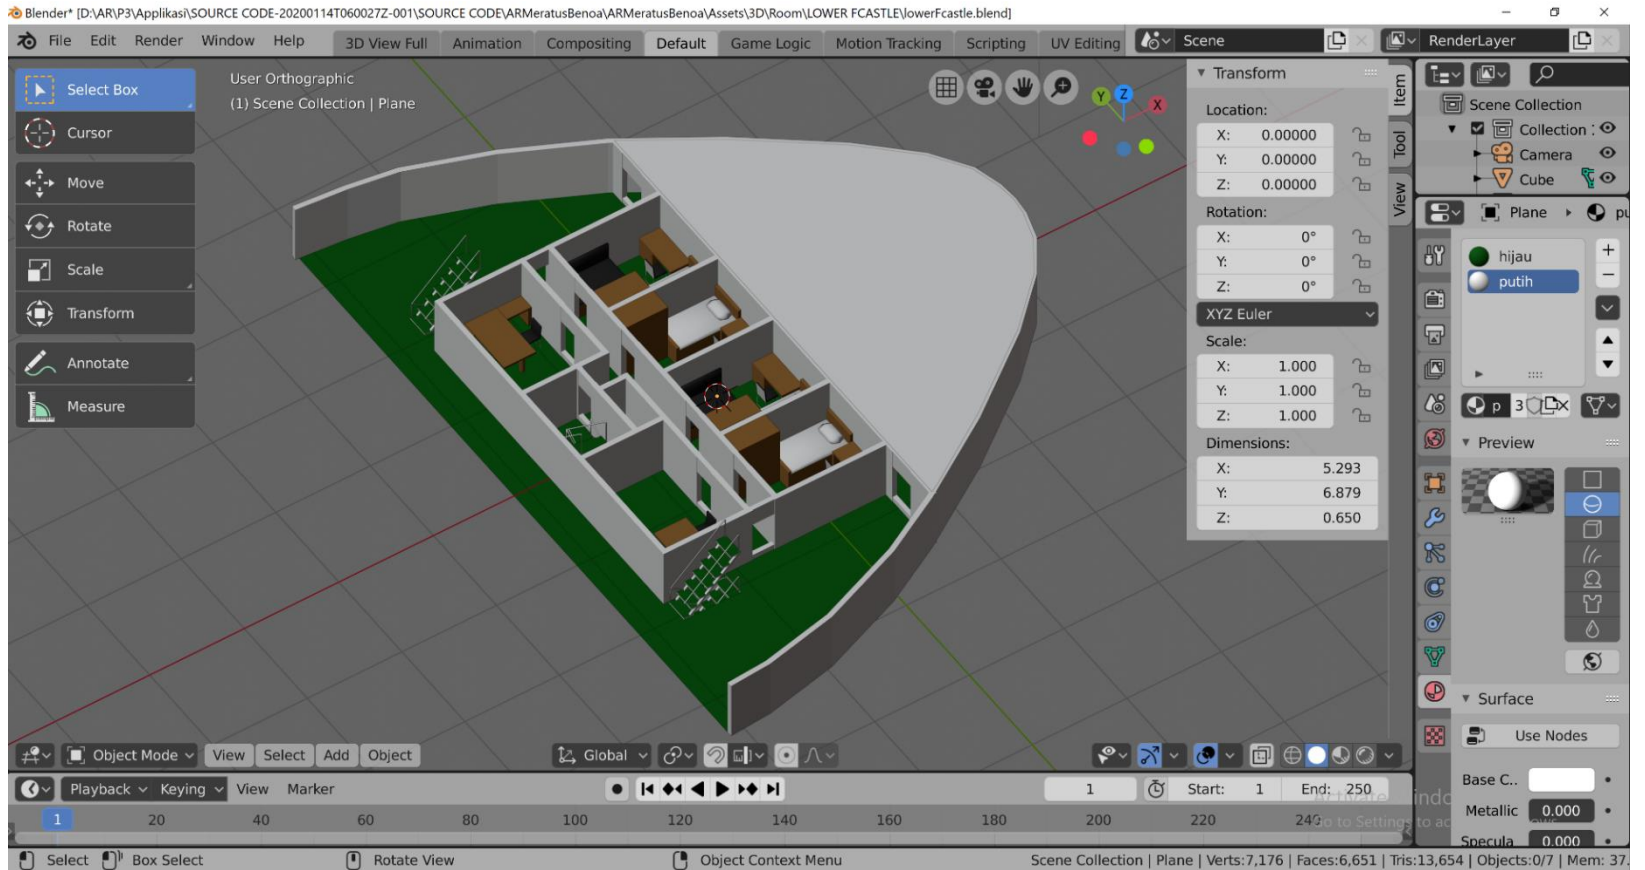 Blender* [D:\AR\P3\Applikasi\SOURCE CODE-20200114T060027Z-001\SOURCE CODE\ARMeratusBenoa\ARMeratusBenoa\Assets\3D\Room\LOWER FCASTLE\lowerFcastle.blend]
File Edit Render Window Help 3D View Full Animation Compositing Default Game Logic Motion Tracking Scripting UV Editing Scene RenderLayer
Select Box
Cursor
Move
Rotate
Scale
Transform
Annotate
Measure
User Orthographic
(1) Scene Collection | Plane
Y Z X
Transform
Location:
X: 0.00000
Y: 0.00000
Z: 0.00000
Rotation:
X: 0°
Y: 0°
Z: 0°
XYZ Euler
Scale:
X: 1.000
Y: 1.000
Z: 1.000
Dimensions:
X: 5.293
Y: 6.879
Z: 0.650
Item
Tool
View
Scene Collection
Collection
Camera
Cube
Plane
hijau
putih
p 3
Preview
Surface
Use Nodes
Base C..
Metallic 0.000
Specula 0.000
Object Mode View Select Add Object Global
Playback Keying View Marker 1 Start: 1 End: 250
1 20 40 60 80 100 120 140 160 180 200 220 240
Select Box Select Rotate View Object Context Menu Scene Collection | Plane | Verts:7,176 | Faces:6,651 | Tris:13,654 | Objects:0/7 | Mem: 37.